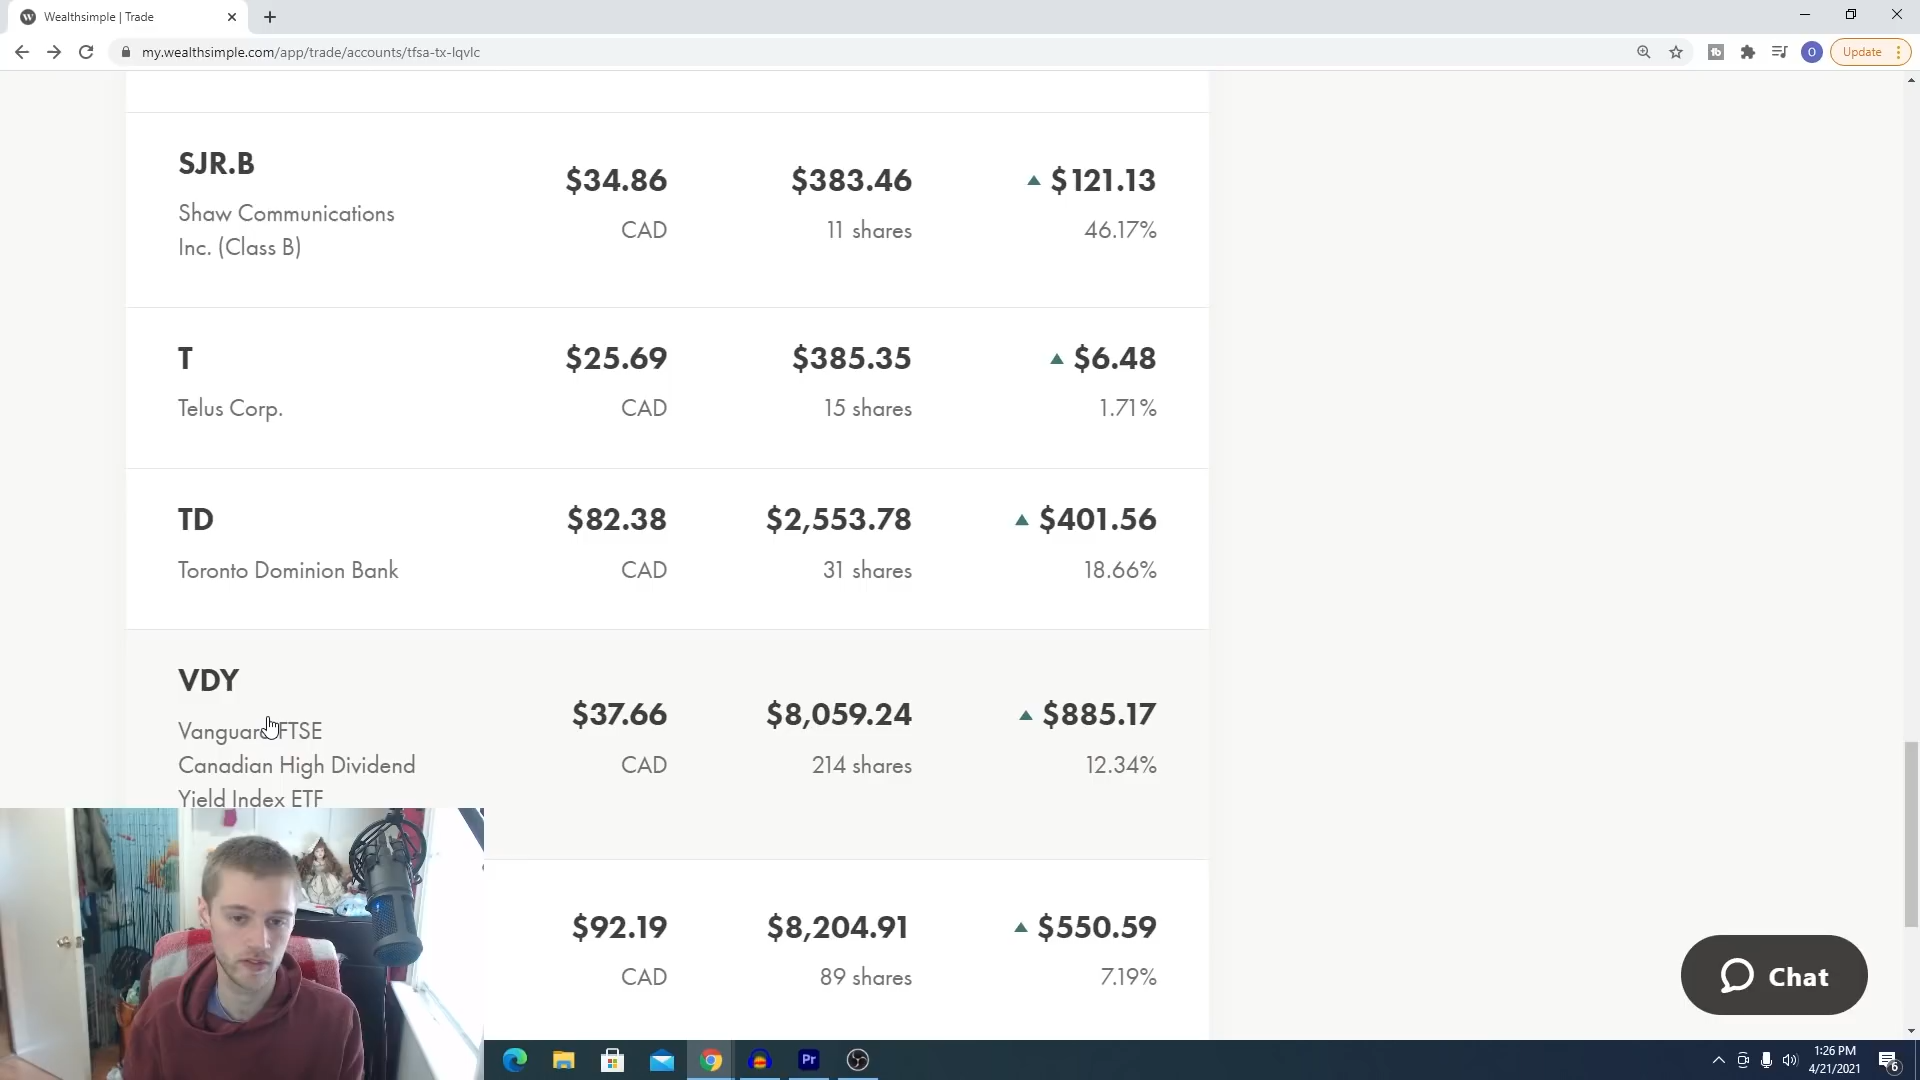 Wealthsimple | Trade
my.wealthsimple.com/app/trade/accounts/tfsa-tx-lqvlc
O
Update
SJR.B
Shaw Communications
Inc. (Class B)
$34.86
CAD
$383.46
11 shares
$121.13
46.17%
T
Telus Corp.
$25.69
CAD
$385.35
15 shares
$6.48
1.71%
TD
Toronto Dominion Bank
$82.38
CAD
$2,553.78
31 shares
$401.56
18.66%
VDY
Vanguard FTSE
Canadian High Dividend
Yield Index ETF
$37.66
CAD
$8,059.24
214 shares
$885.17
12.34%
$92.19
CAD
$8,204.91
89 shares
$550.59
7.19%
Chat
Pr
1:26 PM
4/21/2021
6